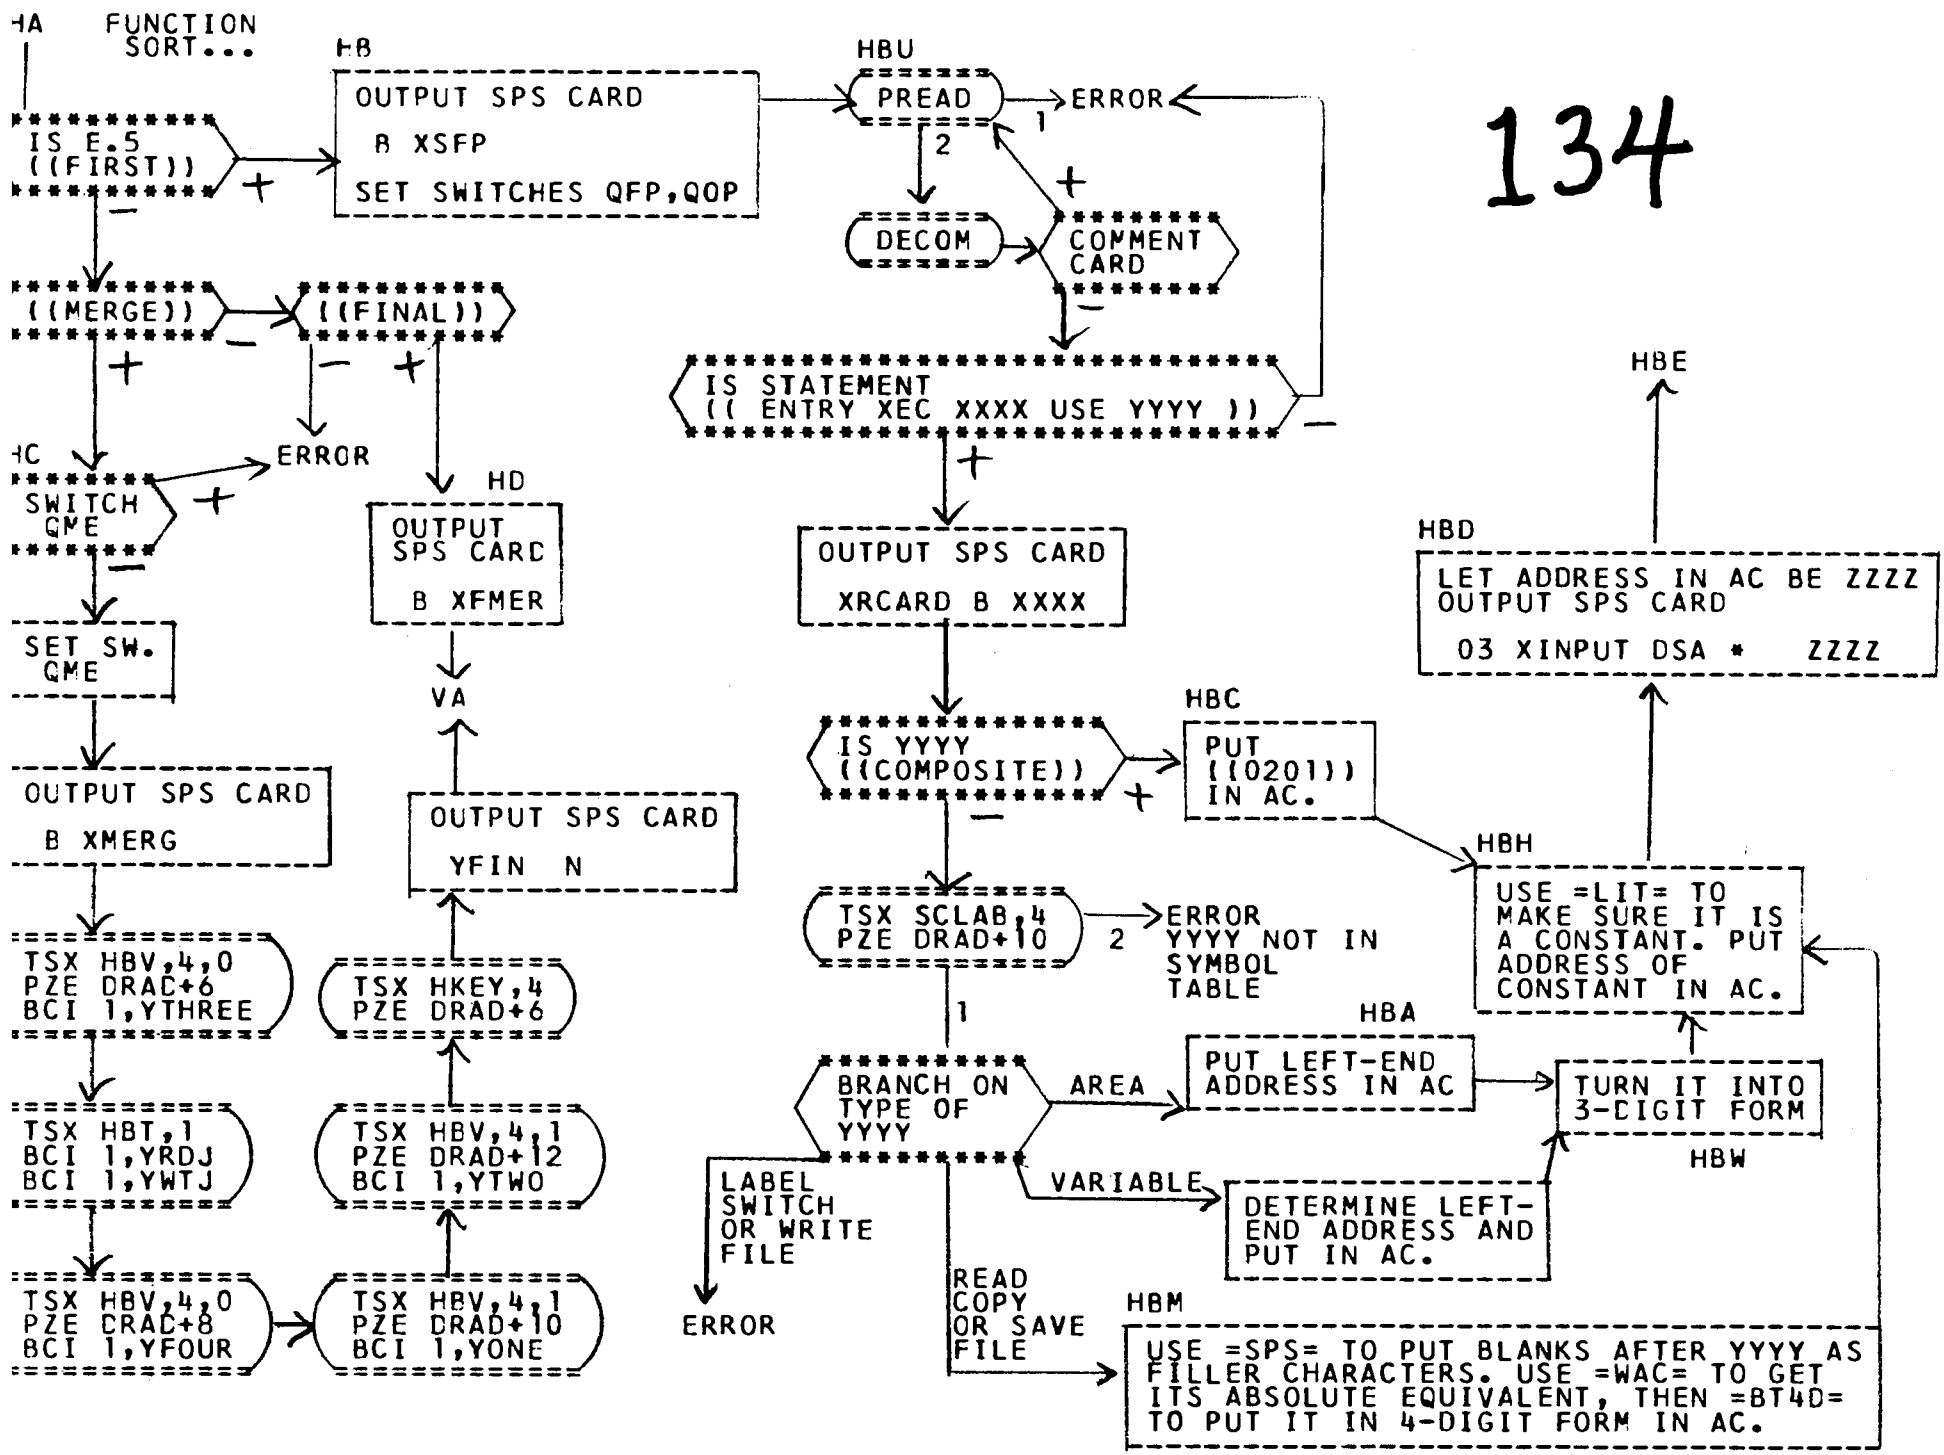 HA FUNCTION
SORT...
134
IS E.5
((FIRST))
+
−
((MERGE))
−
+
((FINAL))
−
+
ERROR
HC
SWITCH
QME
+
−
SET SW.
QME
OUTPUT SPS CARD
B XMERG
TSX HBV,4,0
PZE DRAD+6
BCI 1,YTHREE
TSX HBT,1
BCI 1,YRDJ
BCI 1,YWTJ
TSX HBV,4,0
PZE DRAD+8
BCI 1,YFOUR
TSX HBV,4,1
PZE DRAD+10
BCI 1,YONE
TSX HBV,4,1
PZE DRAD+12
BCI 1,YTWO
TSX HKEY,4
PZE DRAD+6
OUTPUT SPS CARD
YFIN N
VA
HD
OUTPUT
SPS CARD
B XFMER
HB
OUTPUT SPS CARD
B XSFP
SET SWITCHES QFP,QOP
HBU
PREAD
1
ERROR
2
DECOM
COMMENT
CARD
+
−
IS STATEMENT
(( ENTRY XEC XXXX USE YYYY ))
−
+
OUTPUT SPS CARD
XRCARD B XXXX
IS YYYY
((COMPOSITE))
+
−
HBC
PUT
((0201))
IN AC.
TSX SCLAB,4
PZE DRAD+10
2
ERROR
YYYY NOT IN
SYMBOL
TABLE
1
BRANCH ON
TYPE OF
YYYY
AREA
VARIABLE
LABEL
SWITCH
OR WRITE
FILE
ERROR
READ
COPY
OR SAVE
FILE
HBA
PUT LEFT-END
ADDRESS IN AC
DETERMINE LEFT-
END ADDRESS AND
PUT IN AC.
TURN IT INTO
3-DIGIT FORM
HBW
HBM
USE =SPS= TO PUT BLANKS AFTER YYYY AS
FILLER CHARACTERS. USE =WAC= TO GET
ITS ABSOLUTE EQUIVALENT, THEN =BT4D=
TO PUT IT IN 4-DIGIT FORM IN AC.
HBH
USE =LIT= TO
MAKE SURE IT IS
A CONSTANT. PUT
ADDRESS OF
CONSTANT IN AC.
HBD
LET ADDRESS IN AC BE ZZZZ
OUTPUT SPS CARD
03 XINPUT DSA * ZZZZ
HBE